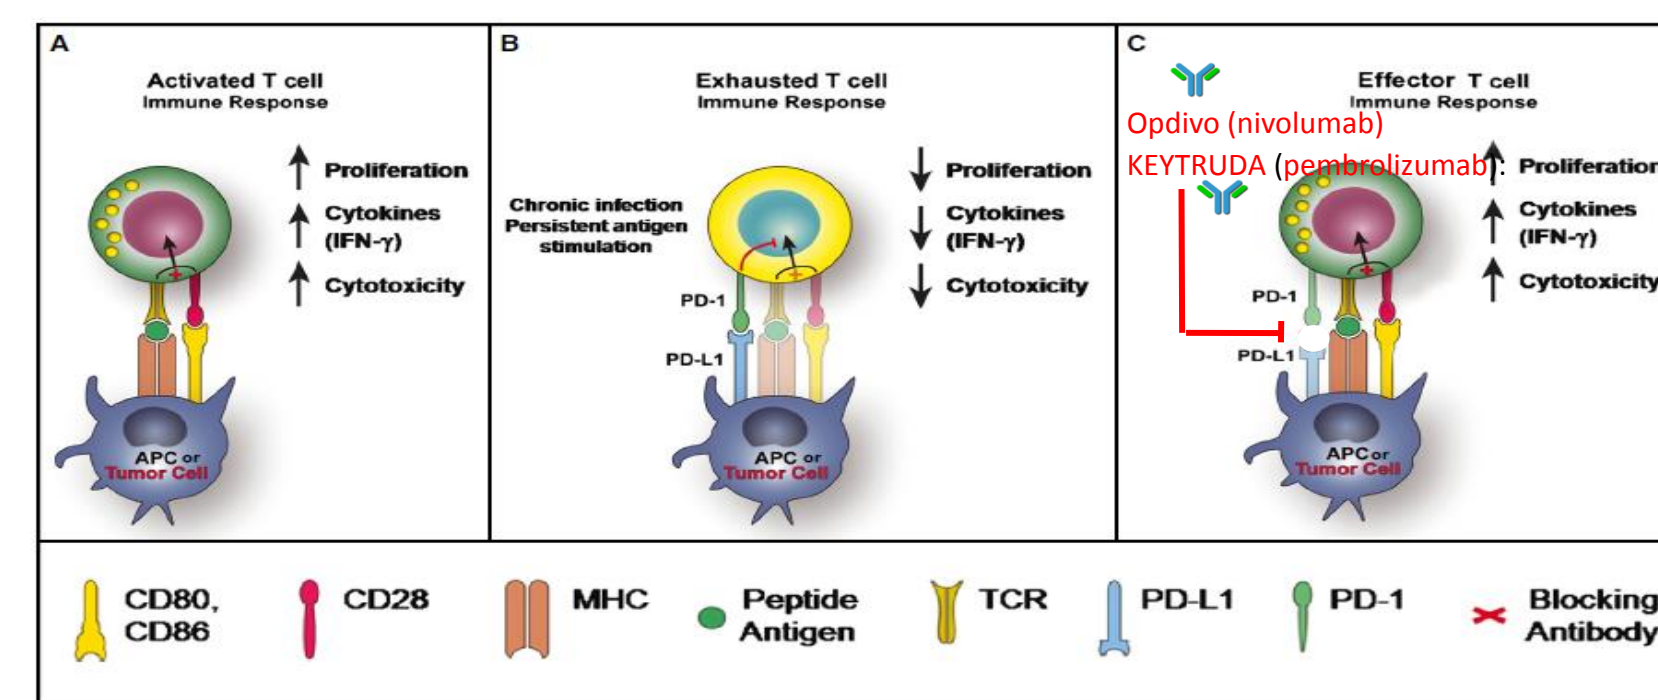 A
Activated T cell
Immune Response
Proliferation
Cytokines
(IFN-γ)
Cytotoxicity
APC or
Tumor Cell
B
Exhausted T cell
Immune Response
Chronic infection
Persistent antigen
stimulation
Proliferation
Cytokines
(IFN-γ)
Cytotoxicity
PD-1
PD-L1
APC or
Tumor Cell
C
Effector T cell
Immune Response
Opdivo (nivolumab)
KEYTRUDA (pembrolizumab):
Proliferation
Cytokines
(IFN-γ)
Cytotoxicity
PD-1
PD-L1
APC or
Tumor Cell
CD80,
CD86
CD28
MHC
Peptide
Antigen
TCR
PD-L1
PD-1
Blocking
Antibody